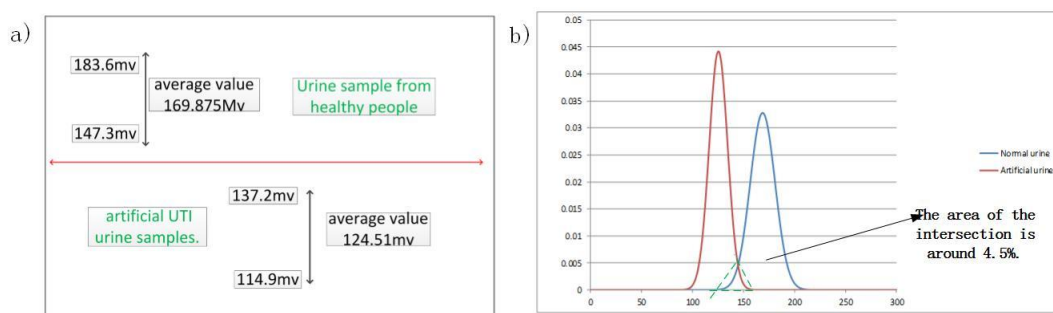 a)
183.6mv
147.3mv
average value
169.875Mv
Urine sample from
healthy people
artificial UTI
urine samples.
137.2mv
114.9mv
average value
124.51mv
b)
0.05
0.045
0.04
0.035
0.03
0.025
0.02
0.015
0.01
0.005
0
0
50
100
150
200
250
300
Normal urine
Artificial urine
The area of the
intersection is
around 4.5%.